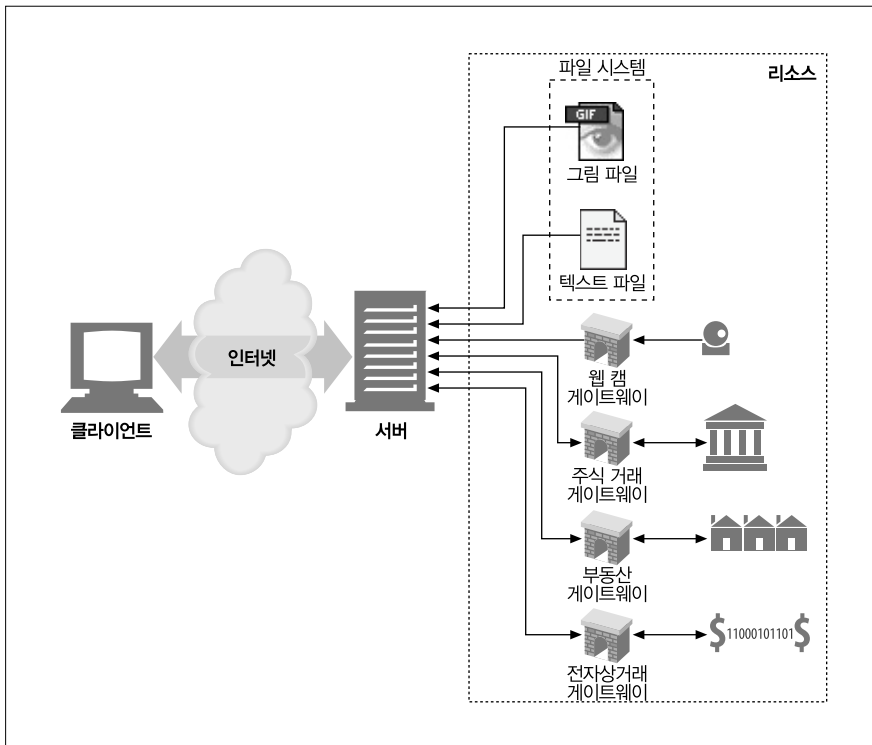 파일 시스템
리소스
GIF
그림 파일
텍스트 파일
인터넷
클라이언트
서버
웹 캠
게이트웨이
주식 거래
게이트웨이
부동산
게이트웨이
전자상거래
게이트웨이
$11000101101$